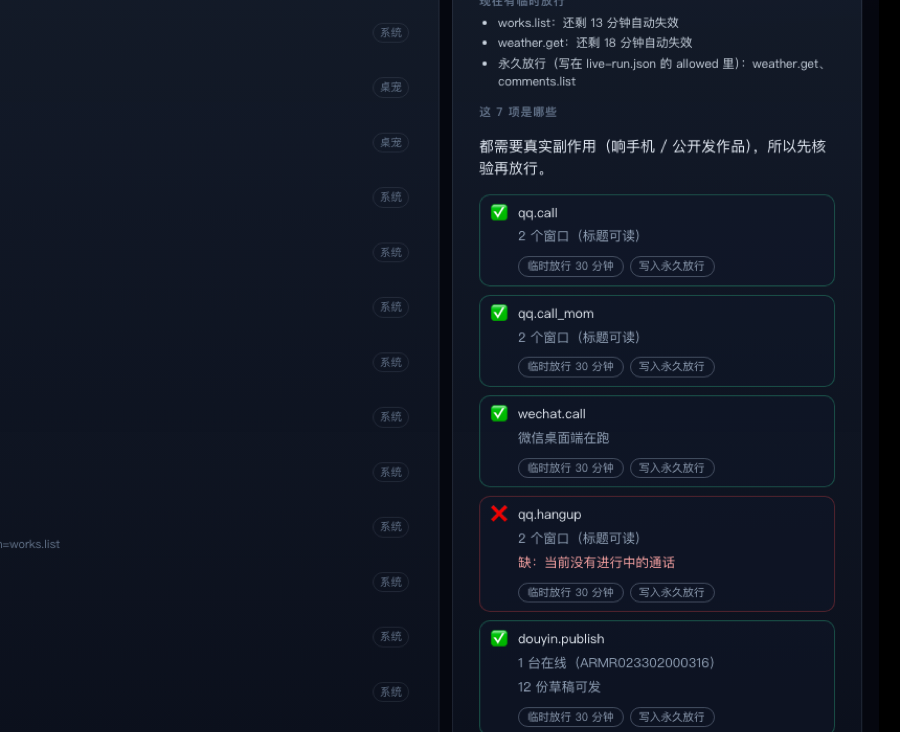 现在有临时放行
• works.list：还剩 13 分钟自动失效
• weather.get：还剩 18 分钟自动失效
• 永久放行（写在 live-run.json 的 allowed 里）：weather.get、
comments.list
这 7 项是哪些
都需要真实副作用（响手机 / 公开发作品），所以先核
验再放行。
✅ qq.call
2 个窗口（标题可读）
临时放行 30 分钟 写入永久放行
✅ qq.call_mom
2 个窗口（标题可读）
临时放行 30 分钟 写入永久放行
✅ wechat.call
微信桌面端在跑
临时放行 30 分钟 写入永久放行
❌ qq.hangup
2 个窗口（标题可读）
缺：当前没有进行中的通话
临时放行 30 分钟 写入永久放行
✅ douyin.publish
1 台在线（ARMR023302000316）
12 份草稿可发
临时放行 30 分钟 写入永久放行
系统
桌宠
桌宠
系统
系统
系统
系统
系统
系统
系统
=works.list
系统
系统
系统